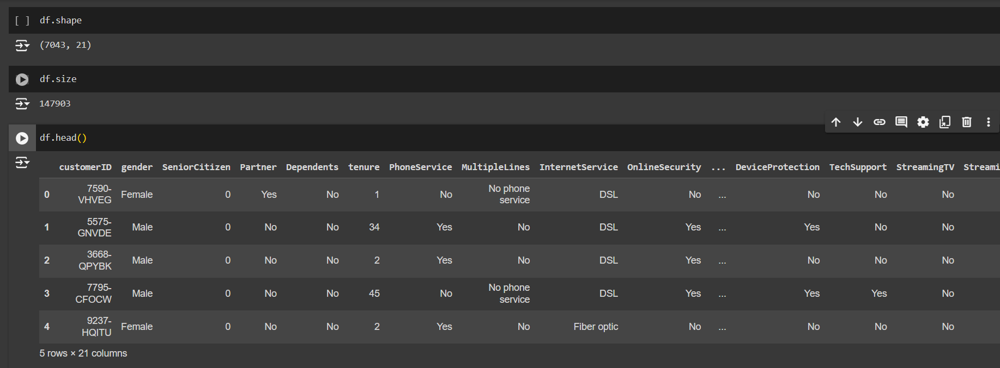 [ ] df.shape
(7043, 21)
df.size
147903
df.head()
customerID gender SeniorCitizen Partner Dependents tenure PhoneService MultipleLines InternetService OnlineSecurity ... DeviceProtection TechSupport StreamingTV Streami
0 7590-VHVEG Female 0 Yes No 1 No No phone service DSL No ... No No No
1 5575-GNVDE Male 0 No No 34 Yes No DSL Yes ... Yes No No
2 3668-QPYBK Male 0 No No 2 Yes No DSL Yes ... No No No
3 7795-CFOCW Male 0 No No 45 No No phone service DSL Yes ... Yes Yes No
4 9237-HQITU Female 0 No No 2 Yes No Fiber optic No ... No No No
5 rows × 21 columns